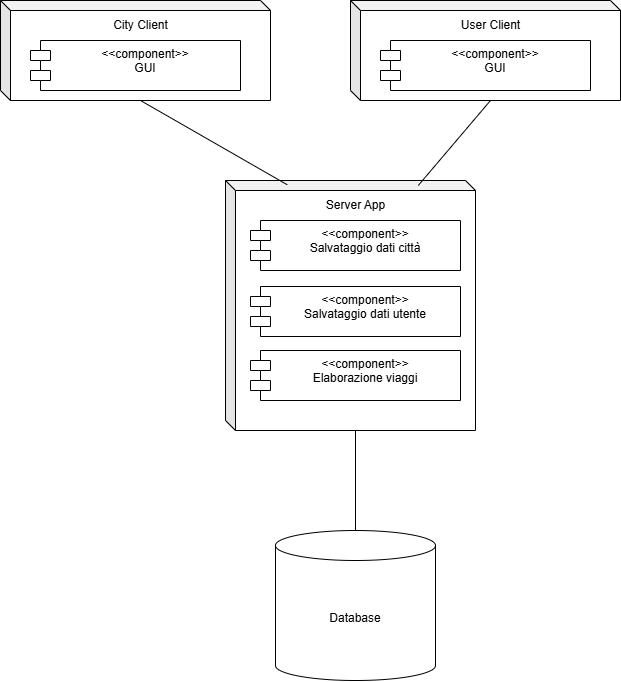 City Client
<<component>>
GUI
User Client
<<component>>
GUI
Server App
<<component>>
Salvataggio dati città
<<component>>
Salvataggio dati utente
<<component>>
Elaborazione viaggi
Database